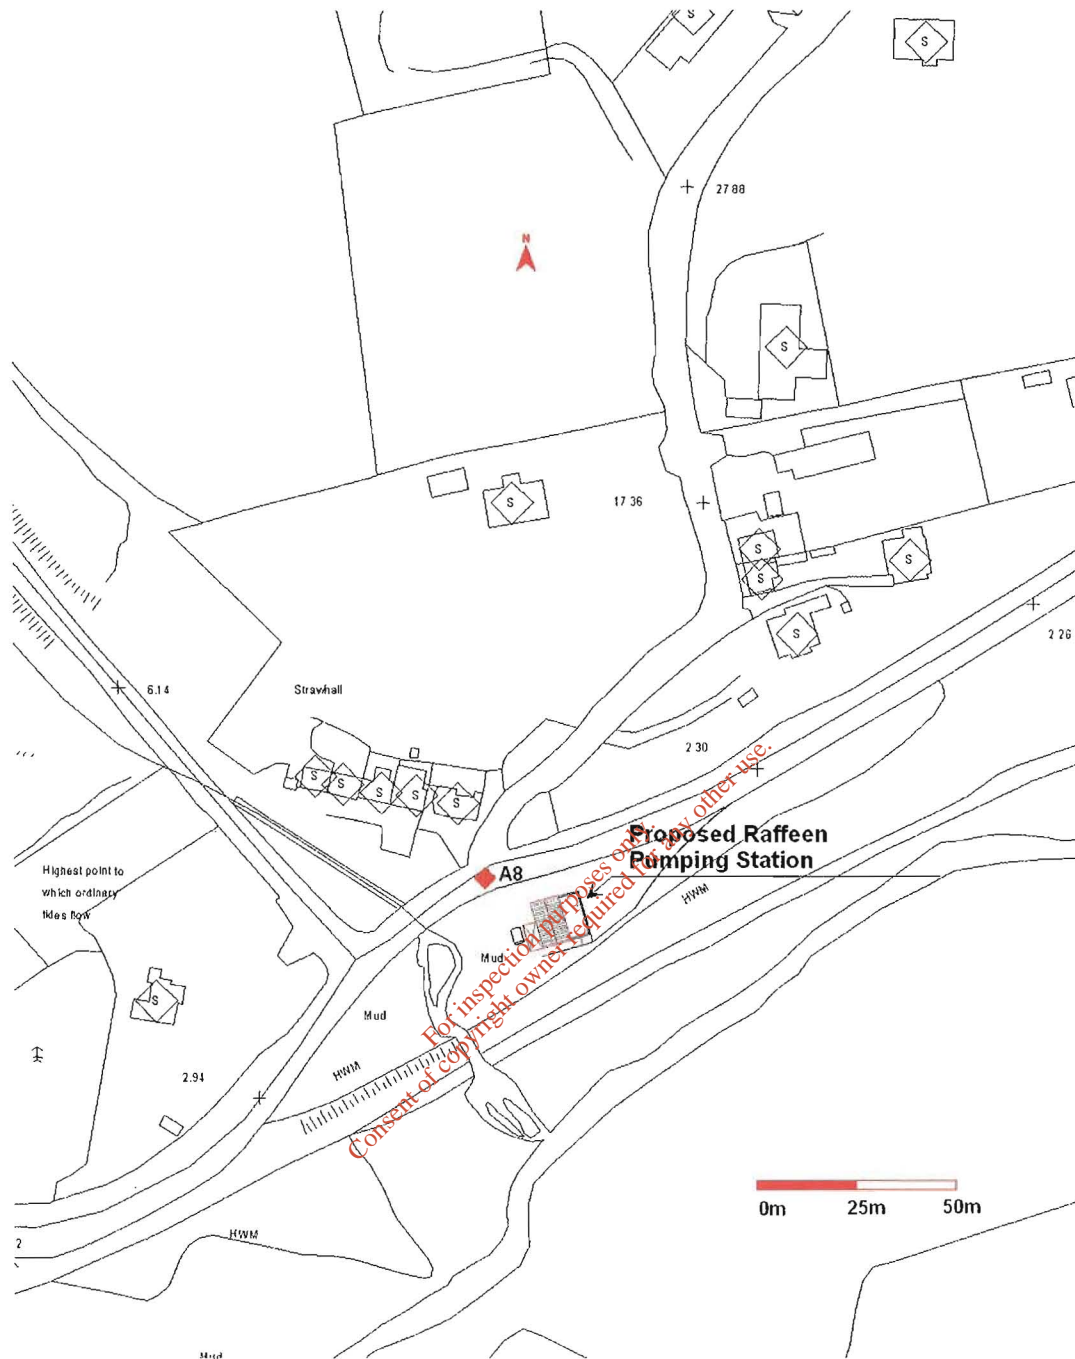 S
S
27 88
N
S
S
17 36
S
S
S
S
2 26
6.14
Strawhall
2 30
S
S
S
S
S
Proposed Raffeen
Pumping Station
A8
HWM
Highest point to
which ordinary
tides flow
Mud
S
Mud
HWM
2.94
For inspection purposes only.
Consent of copyright owner required for any other use.
0m 25m 50m
HWM
2
Mud